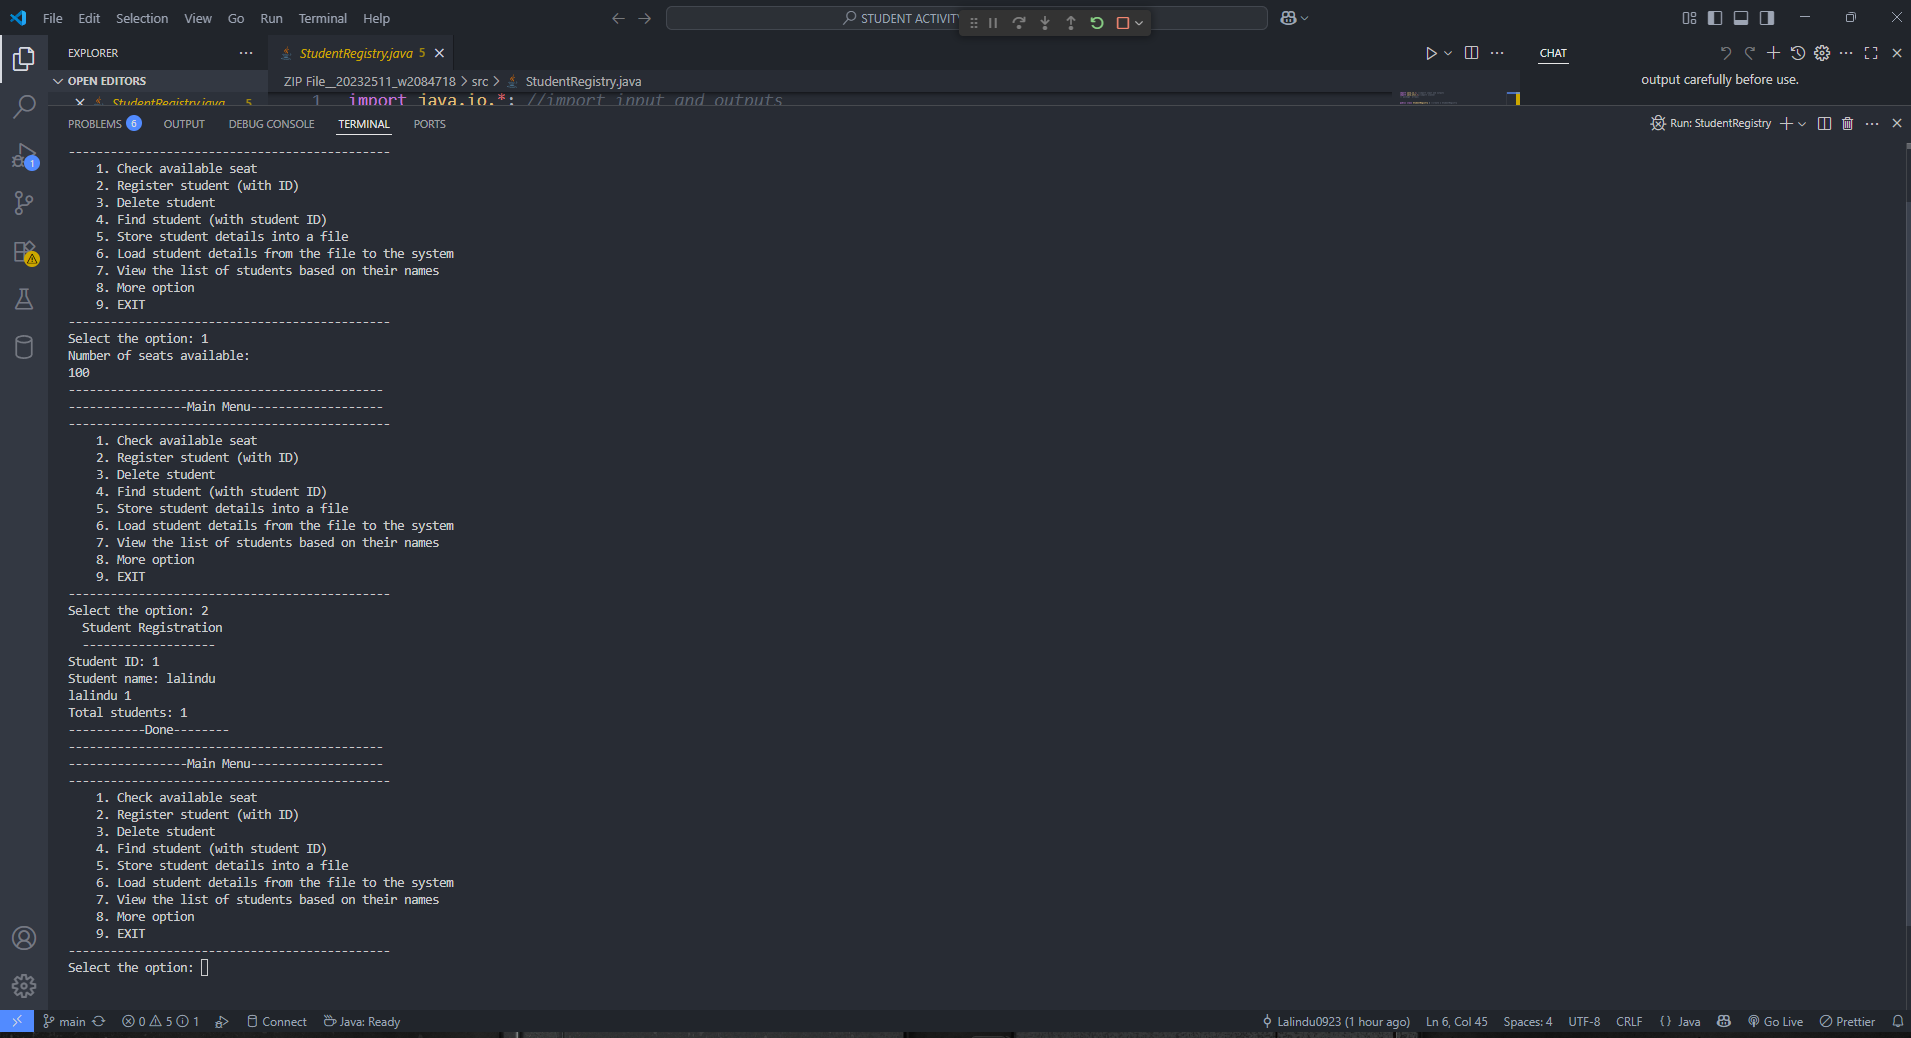 File Edit Selection View Go Run Terminal Help
STUDENT ACTIVITY
EXPLORER
StudentRegistry.java 5
CHAT
OPEN EDITORS
ZIP File__20232511_w2084718 > src > StudentRegistry.java
output carefully before use.
StudentRegistry.java 5
1 import java.io.*; //import input and outputs
PROBLEMS 6 OUTPUT DEBUG CONSOLE TERMINAL PORTS
Run: StudentRegistry
----------------------------------------------
1. Check available seat
2. Register student (with ID)
3. Delete student
4. Find student (with student ID)
5. Store student details into a file
6. Load student details from the file to the system
7. View the list of students based on their names
8. More option
9. EXIT
----------------------------------------------
Select the option: 1
Number of seats available:
100
---------------------------------------------
-----------------Main Menu-------------------
----------------------------------------------
1. Check available seat
2. Register student (with ID)
3. Delete student
4. Find student (with student ID)
5. Store student details into a file
6. Load student details from the file to the system
7. View the list of students based on their names
8. More option
9. EXIT
----------------------------------------------
Select the option: 2
Student Registration
-------------------
Student ID: 1
Student name: lalindu
lalindu 1
Total students: 1
-----------Done--------
---------------------------------------------
-----------------Main Menu-------------------
----------------------------------------------
1. Check available seat
2. Register student (with ID)
3. Delete student
4. Find student (with student ID)
5. Store student details into a file
6. Load student details from the file to the system
7. View the list of students based on their names
8. More option
9. EXIT
----------------------------------------------
Select the option:
1
main 0 5 1 Connect Java: Ready Lalindu0923 (1 hour ago) Ln 6, Col 45 Spaces: 4 UTF-8 CRLF {} Java Go Live Prettier